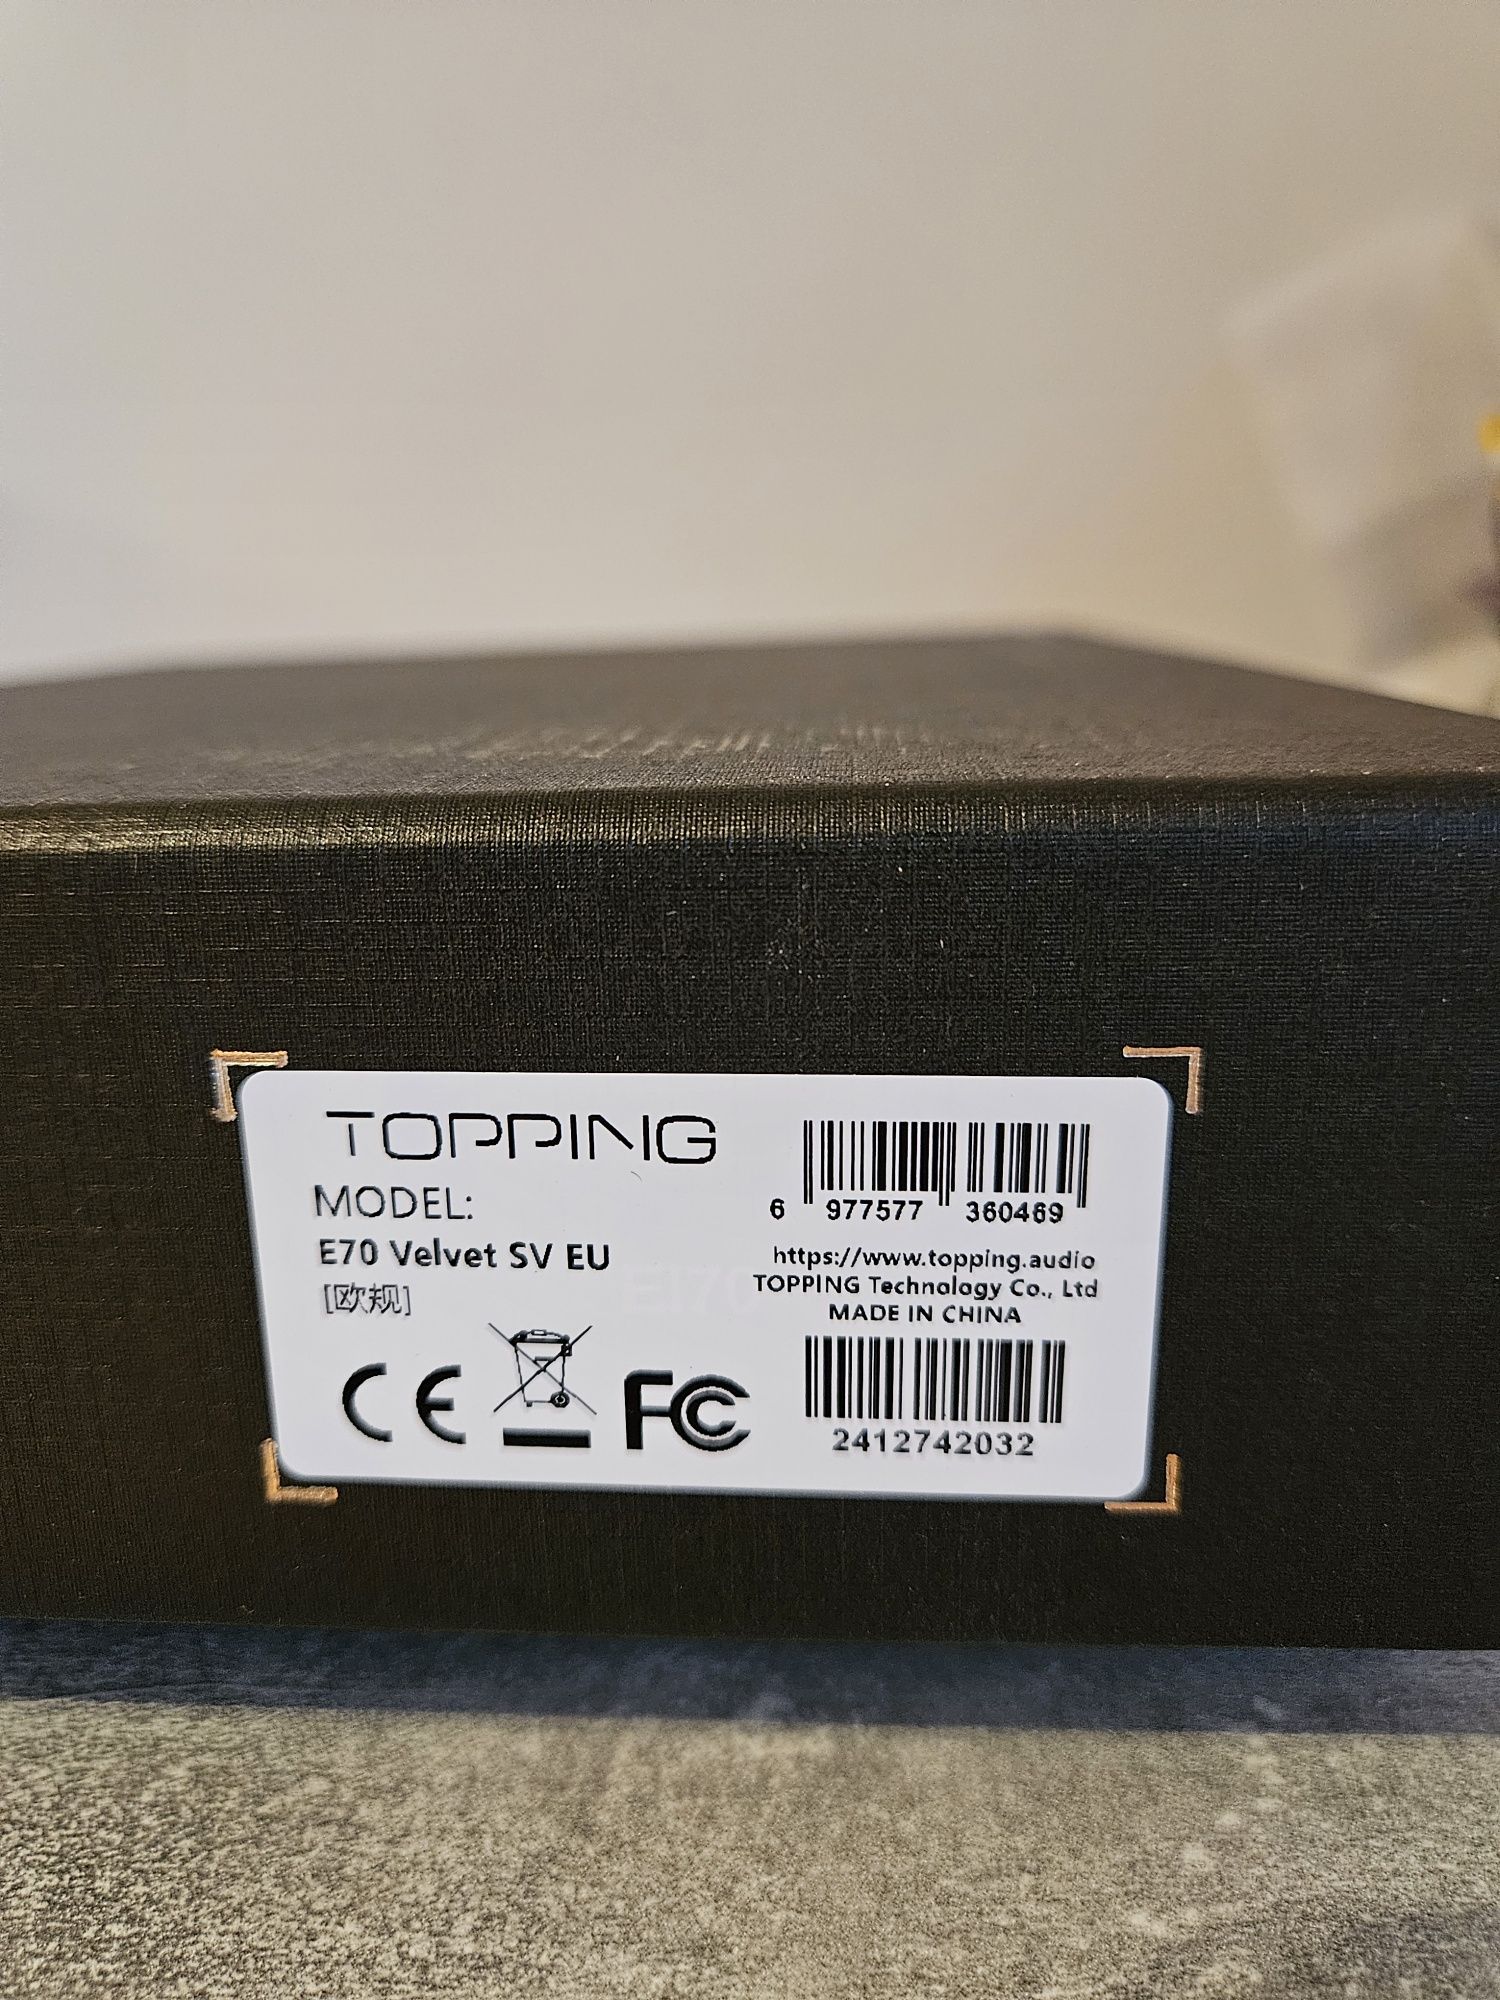 TOPPING
MODEL:
E70 Velvet SV EU
[欧规]
CE
FC
6 977577 360469
https://www.topping.audio
TOPPING Technology Co., Ltd
MADE IN CHINA
2412742032